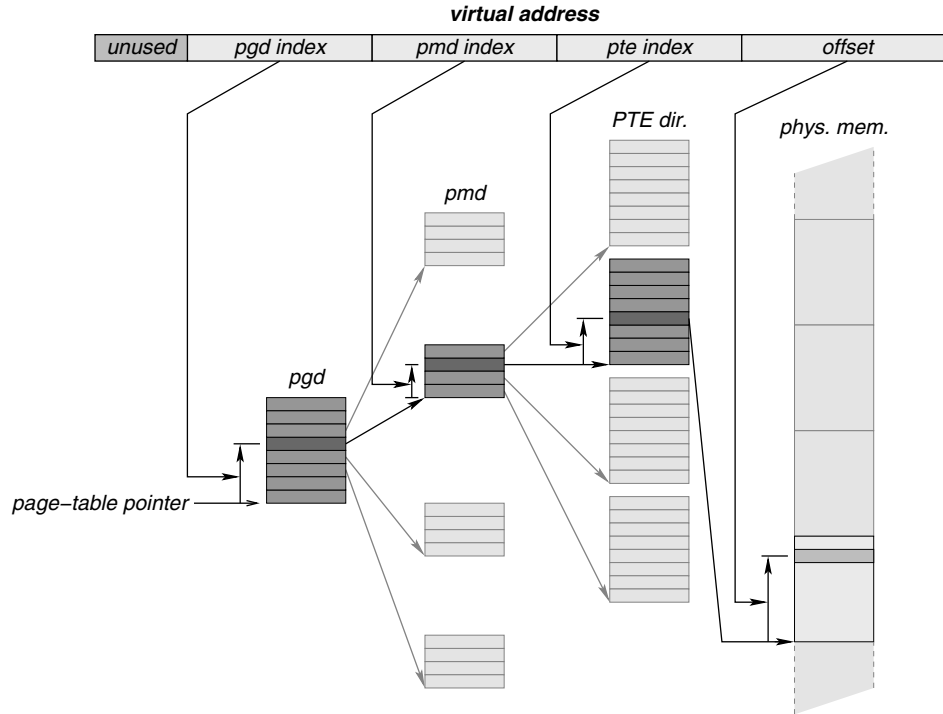 virtual address
unused pgd index pmd index pte index offset
PTE dir.
phys. mem.
pmd
pgd
page−table pointer